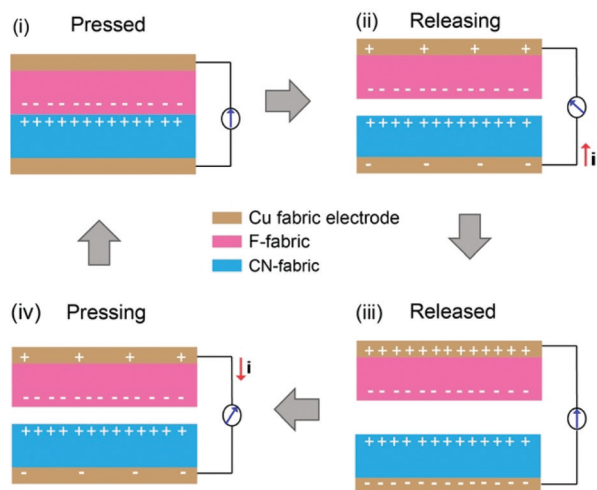 (i) Pressed
(ii) Releasing
- - - - - - - - - - - -
+ + + + + + + + + + + + +
+ + + +
- - - - - - - - - - - -
+ + + + + + + + + + + + +
- - - -
i
Cu fabric electrode
F-fabric
CN-fabric
(iv) Pressing
(iii) Released
+ + + +
- - - - - - - - - - - -
+ + + + + + + + + + + + +
- - - -
i
+ + + + + + + + + + + + +
- - - - - - - - - - - -
+ + + + + + + + + + + + +
- - - - - - - - - - - -